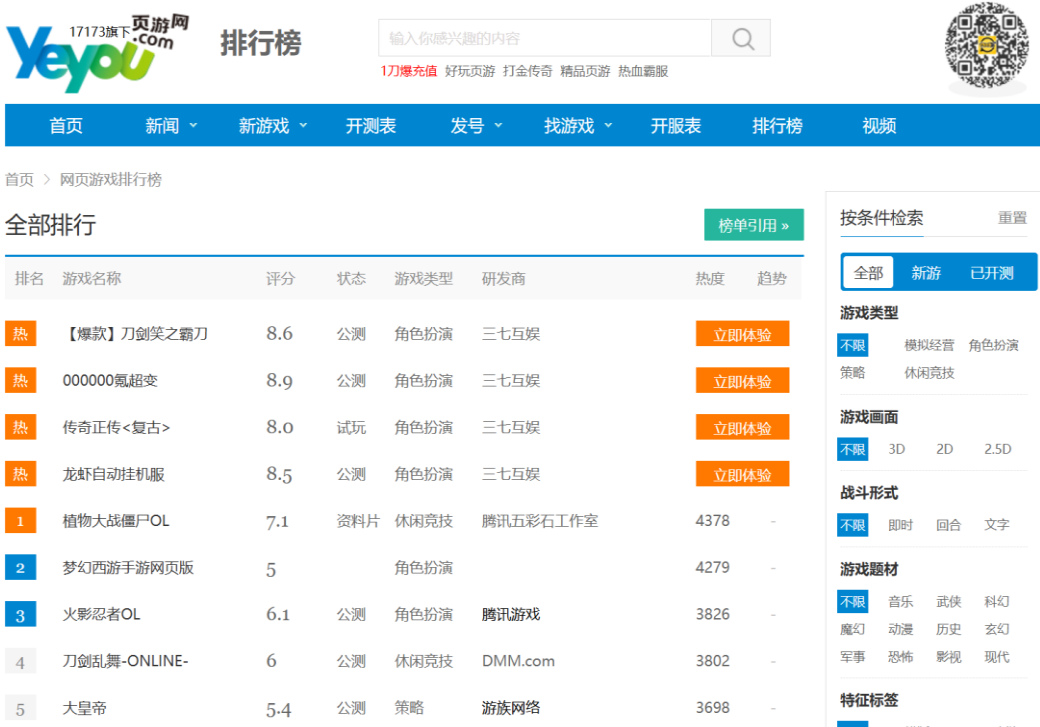 17173旗下 页游网
Yeyou.com
排行榜
输入你感兴趣的内容
1刀爆充值 好玩页游 打金传奇 精品页游 热血霸服
首页 新闻 新游戏 开测表 发号 找游戏 开服表 排行榜 视频
首页 > 网页游戏排行榜
全部排行
榜单引用 »
排名 游戏名称 评分 状态 游戏类型 研发商 热度 趋势
热 【爆款】刀剑笑之霸刀 8.6 公测 角色扮演 三七互娱 立即体验
热 000000氪超变 8.9 公测 角色扮演 三七互娱 立即体验
热 传奇正传<复古> 8.0 试玩 角色扮演 三七互娱 立即体验
热 龙虾自动挂机服 8.5 公测 角色扮演 三七互娱 立即体验
1 植物大战僵尸OL 7.1 资料片 休闲竞技 腾讯五彩石工作室 4378 -
2 梦幻西游手游网页版 5 角色扮演 4279 -
3 火影忍者OL 6.1 公测 角色扮演 腾讯游戏 3826 -
4 刀剑乱舞-ONLINE- 6 公测 休闲竞技 DMM.com 3802 -
5 大皇帝 5.4 公测 策略 游族网络 3698 -
按条件检索 重置
全部 新游 已开测
游戏类型
不限 模拟经营 角色扮演
策略 休闲竞技
游戏画面
不限 3D 2D 2.5D
战斗形式
不限 即时 回合 文字
游戏题材
不限 音乐 武侠 科幻
魔幻 动漫 历史 玄幻
军事 恐怖 影视 现代
特征标签